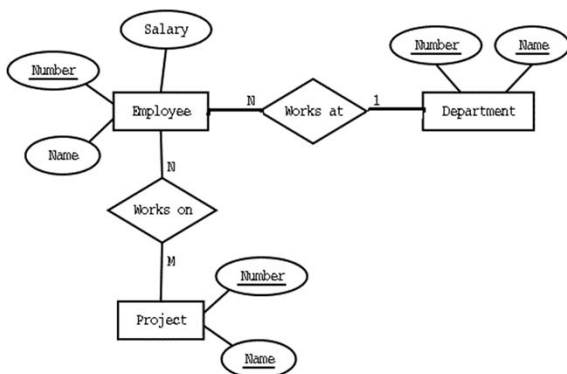 Salary
Number
Name
Number
Employee
N
Works at
1
Department
Name
N
Works on
M
Number
Project
Name